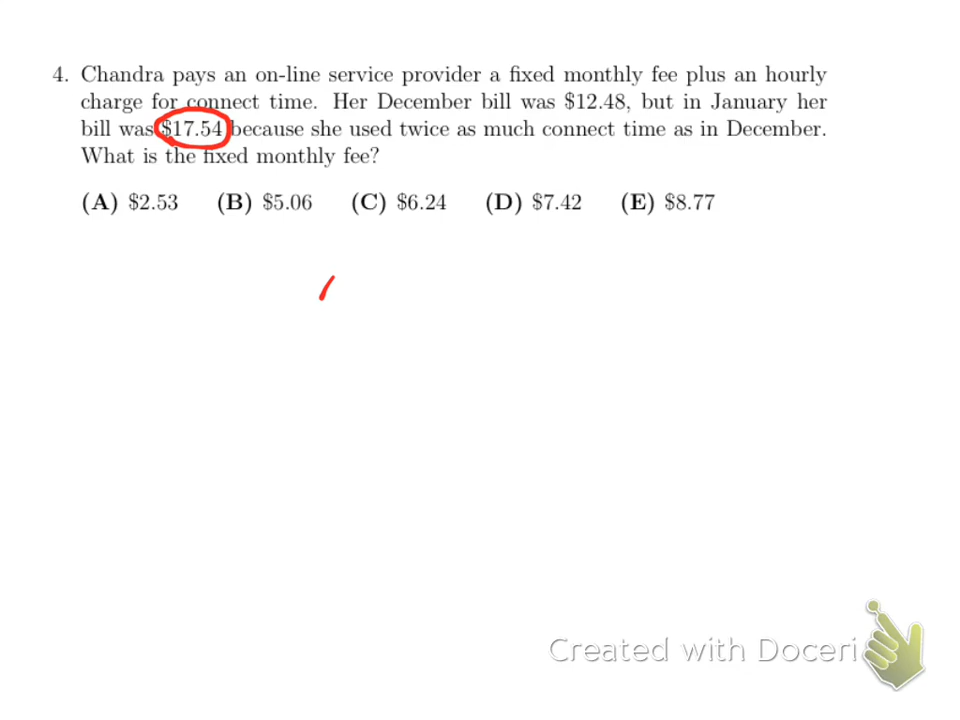 4. Chandra pays an on-line service provider a fixed monthly fee plus an hourly
charge for connect time. Her December bill was $12.48, but in January her
bill was $17.54 because she used twice as much connect time as in December.
What is the fixed monthly fee?
(A) $2.53 (B) $5.06 (C) $6.24 (D) $7.42 (E) $8.77
Created with Doceri